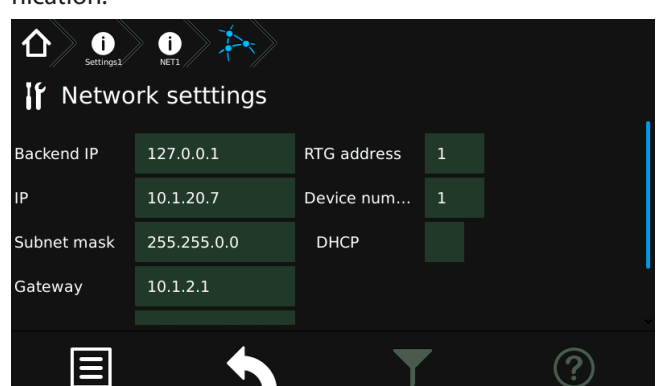 nication.
Settings1
NET1
Network setttings
Backend IP 127.0.0.1 RTG address 1
IP 10.1.20.7 Device num... 1
Subnet mask 255.255.0.0 DHCP
Gateway 10.1.2.1